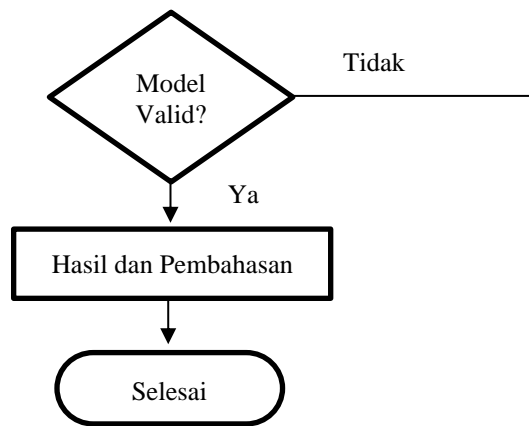 Model
Valid?
Tidak
Ya
Hasil dan Pembahasan
Selesai